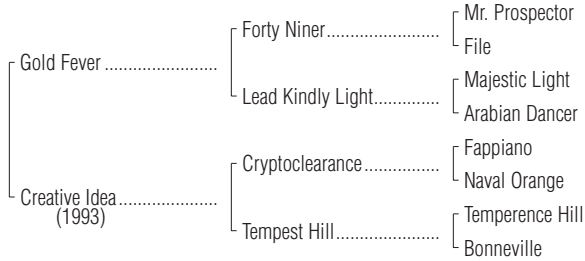 Mr. Prospector
Forty Niner
File
Gold Fever
Majestic Light
Lead Kindly Light
Arabian Dancer
Fappiano
Cryptoclearance
Naval Orange
Creative Idea
(1993)
Temperence Hill
Tempest Hill
Bonneville